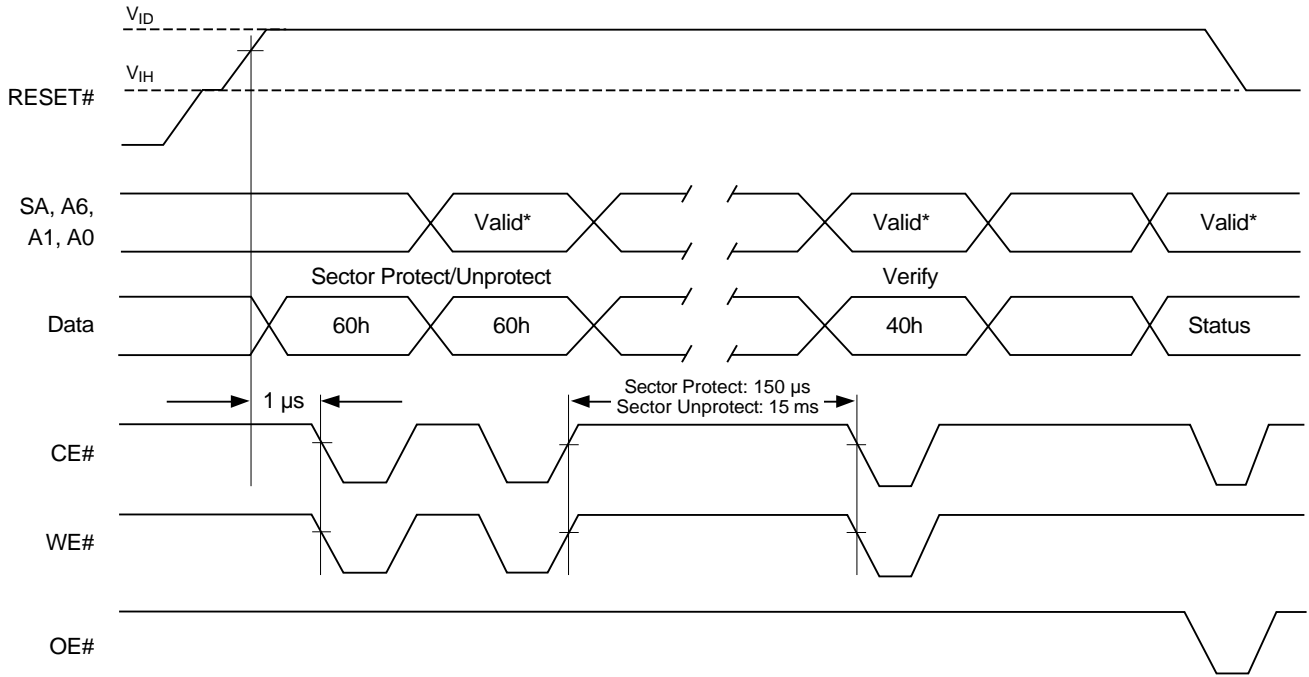 VID
VIH
RESET#
SA, A6,
A1, A0
Valid*
Valid*
Valid*
Sector Protect/Unprotect
Verify
Data
60h
60h
40h
Status
1 µs
Sector Protect: 150 µs
Sector Unprotect: 15 ms
CE#
WE#
OE#